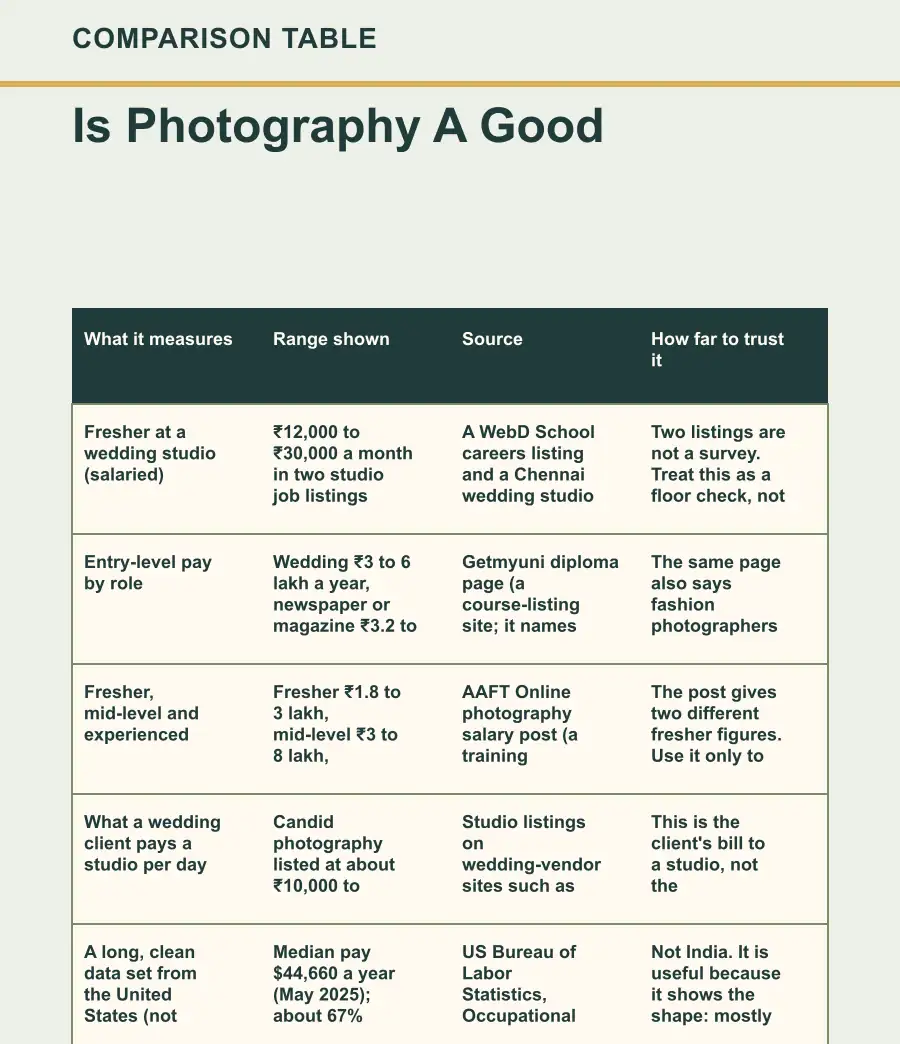 COMPARISON TABLE
Is Photography A Good
What it measures
Range shown
Source
How far to trust
it
Fresher at a
wedding studio
(salaried)
₹12,000 to
₹30,000 a month
in two studio
job listings
A WebD School
careers listing
and a Chennai
wedding studio
Two listings are
not a survey.
Treat this as a
floor check, not
Entry-level pay
by role
Wedding ₹3 to 6
lakh a year,
newspaper or
magazine ₹3.2 to
Getmyuni diploma
page (a
course-listing
site; it names
The same page
also says
fashion
photographers
Fresher,
mid-level and
experienced
Fresher ₹1.8 to
3 lakh,
mid-level ₹3 to
8 lakh,
AAFT Online
photography
salary post (a
training
The post gives
two different
fresher figures.
Use it only to
What a wedding
client pays a
studio per day
Candid
photography
listed at about
₹10,000 to
Studio listings
on
wedding-vendor
sites such as
This is the
client's bill to
a studio, not
the
A long, clean
data set from
the United
States (not
Median pay
$44,660 a year
(May 2025);
about 67%
US Bureau of
Labor
Statistics,
Occupational
Not India. It is
useful because
it shows the
shape: mostly